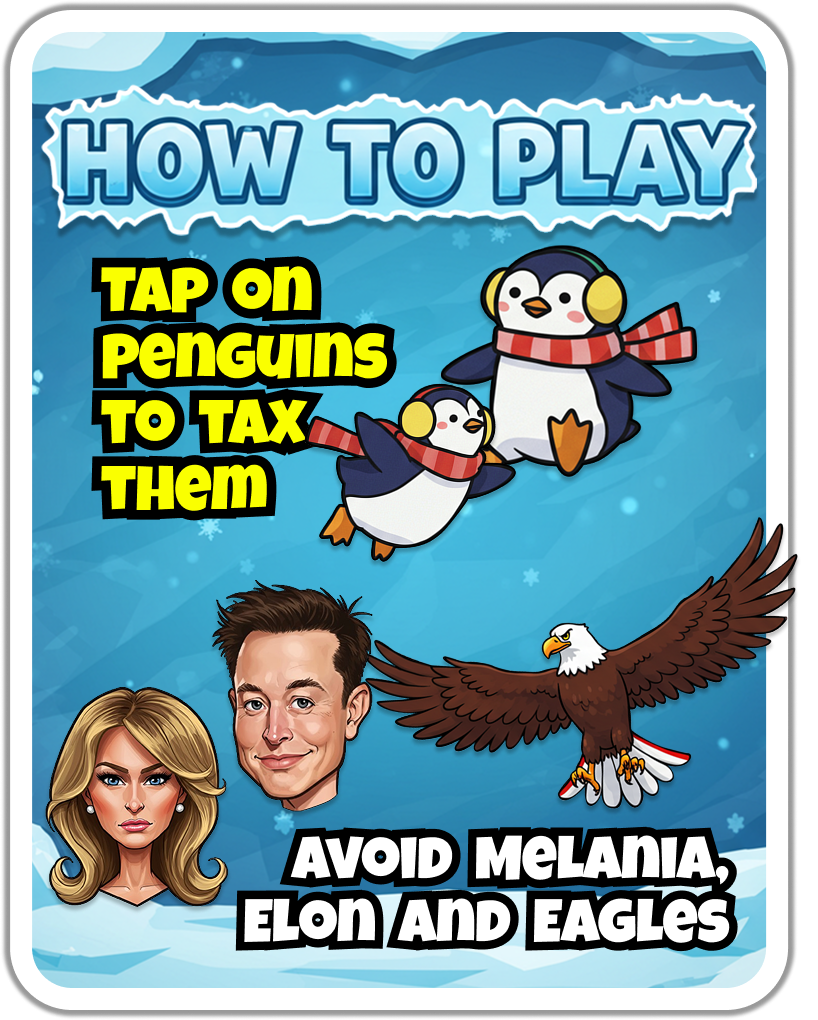 HOW TO PLAY
TAP ON
PENGUINS
TO TAX
THEM
AVOID MELANIA,
ELON AND EAGLES